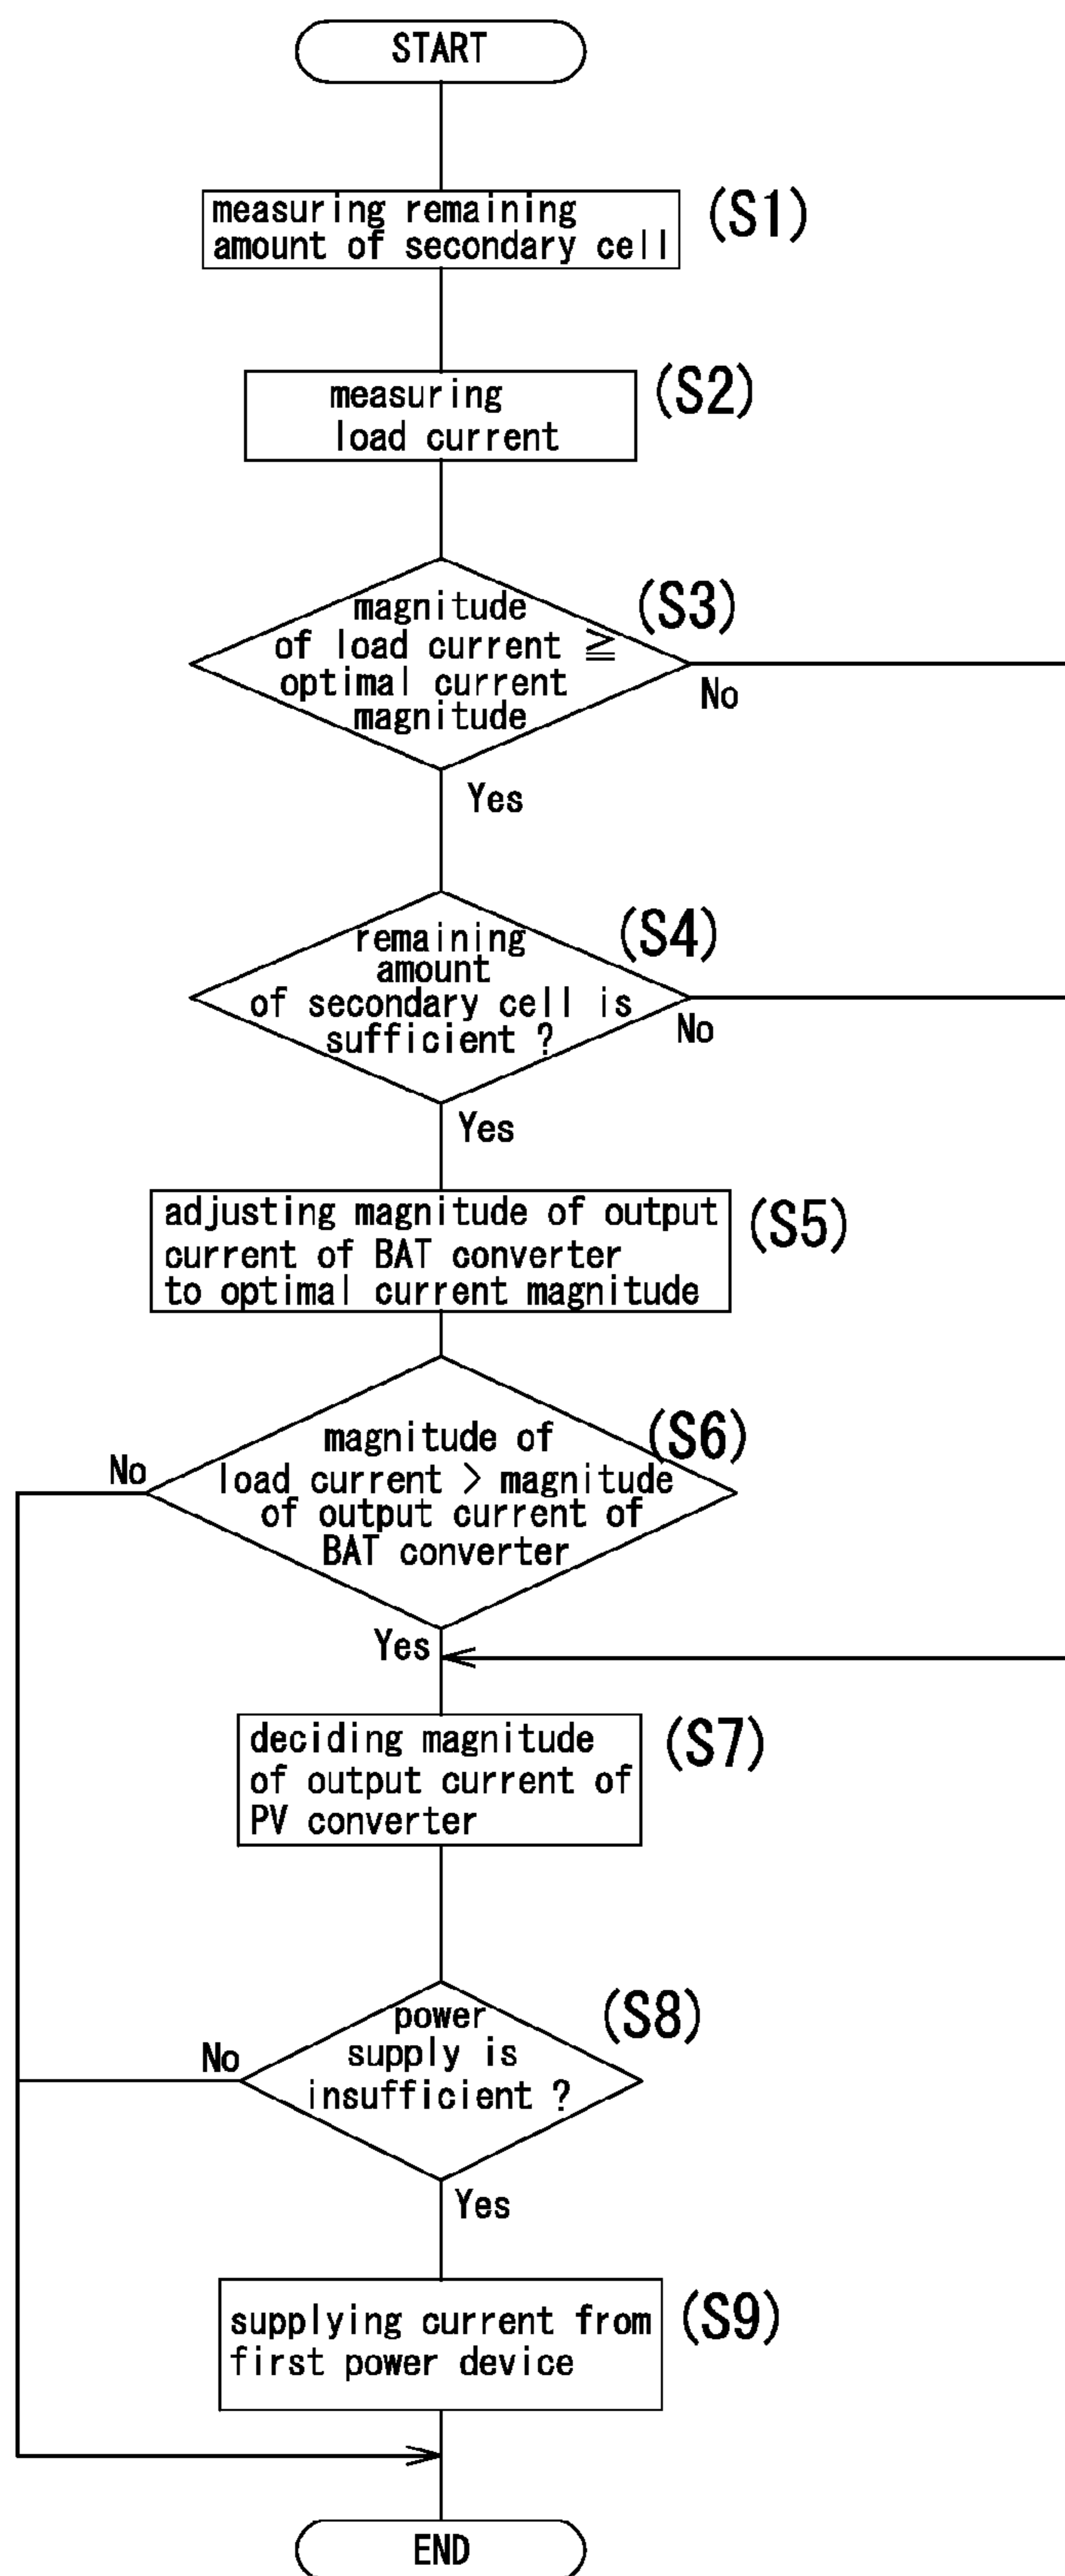 START
measuring remaining
amount of secondary cell
(S1)
measuring
load current
(S2)
magnitude
of load current ≧
optimal current
magnitude
(S3)
No
Yes
remaining
amount
of secondary cell is
sufficient ?
(S4)
No
Yes
adjusting magnitude of output
current of BAT converter
to optimal current magnitude
(S5)
magnitude of
load current > magnitude
of output current of
BAT converter
(S6)
No
Yes
deciding magnitude
of output current of
PV converter
(S7)
power
supply is
insufficient ?
(S8)
No
Yes
supplying current from
first power device
(S9)
END